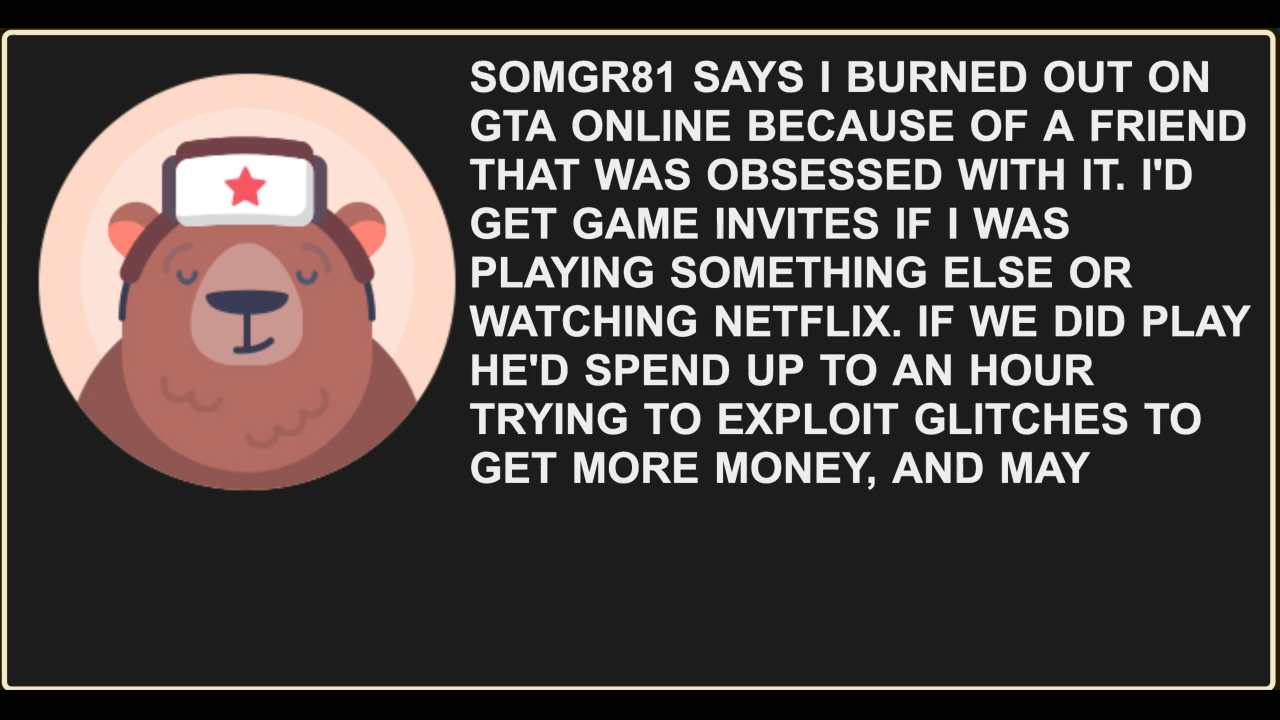 SOMGR81 SAYS I BURNED OUT ON
GTA ONLINE BECAUSE OF A FRIEND
THAT WAS OBSESSED WITH IT. I'D
GET GAME INVITES IF I WAS
PLAYING SOMETHING ELSE OR
WATCHING NETFLIX. IF WE DID PLAY
HE'D SPEND UP TO AN HOUR
TRYING TO EXPLOIT GLITCHES TO
GET MORE MONEY, AND MAY